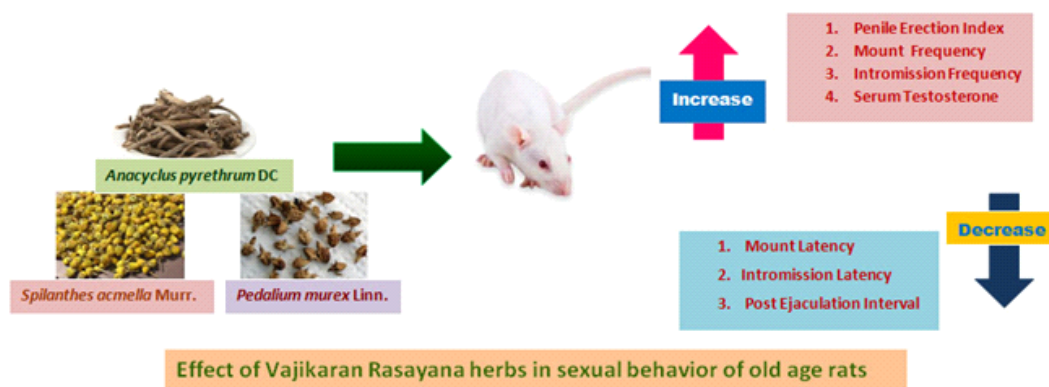 Anacyclus pyrethrum DC
Spilanthes acmella Murr.
Pedalium murex Linn.
Increase
1. Penile Erection Index
2. Mount Frequency
3. Intromission Frequency
4. Serum Testosterone
Decrease
1. Mount Latency
2. Intromission Latency
3. Post Ejaculation Interval
Effect of Vajikaran Rasayana herbs in sexual behavior of old age rats